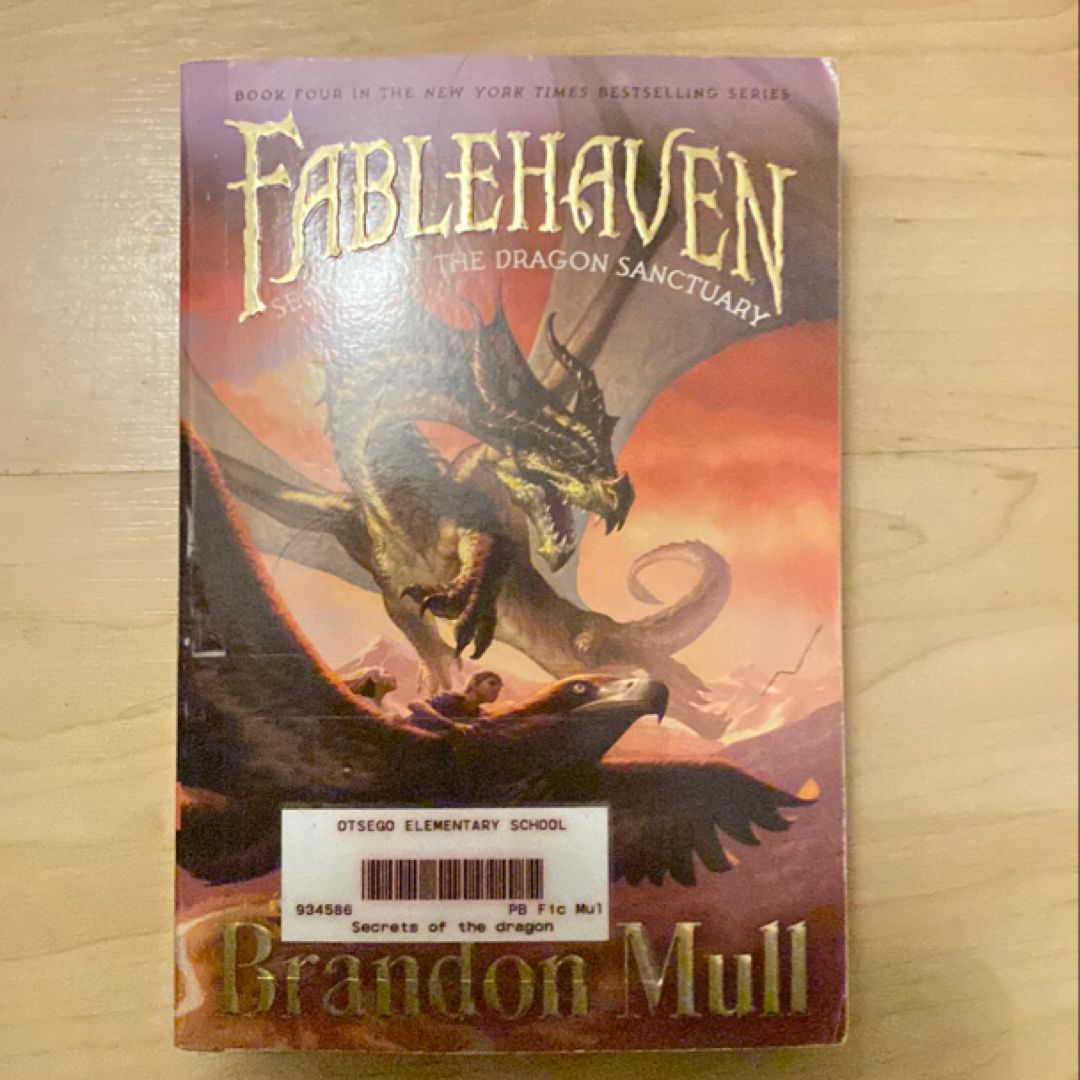 BOOK FOUR IN THE NEW YORK TIMES BESTSELLING SERIES
FABLEHAVEN
THE DRAGON SANCTUARY
OTSEGO ELEMENTARY SCHOOL
934586 PB Fic Mul
Secrets of the dragon
Brandon Mull